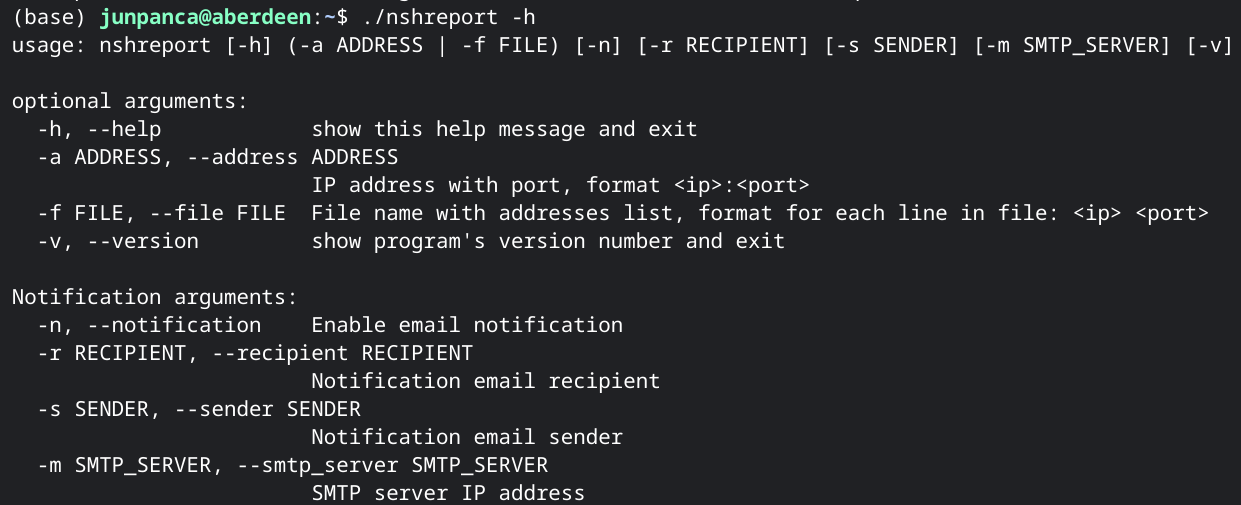 (base) junpanca@aberdeen:~$ ./nshreport -h
usage: nshreport [-h] (-a ADDRESS | -f FILE) [-n] [-r RECIPIENT] [-s SENDER] [-m SMTP_SERVER] [-v]
optional arguments:
-h, --help show this help message and exit
-a ADDRESS, --address ADDRESS
IP address with port, format <ip>:<port>
-f FILE, --file FILE File name with addresses list, format for each line in file: <ip> <port>
-v, --version show program's version number and exit
Notification arguments:
-n, --notification Enable email notification
-r RECIPIENT, --recipient RECIPIENT
Notification email recipient
-s SENDER, --sender SENDER
Notification email sender
-m SMTP_SERVER, --smtp_server SMTP_SERVER
SMTP server IP address